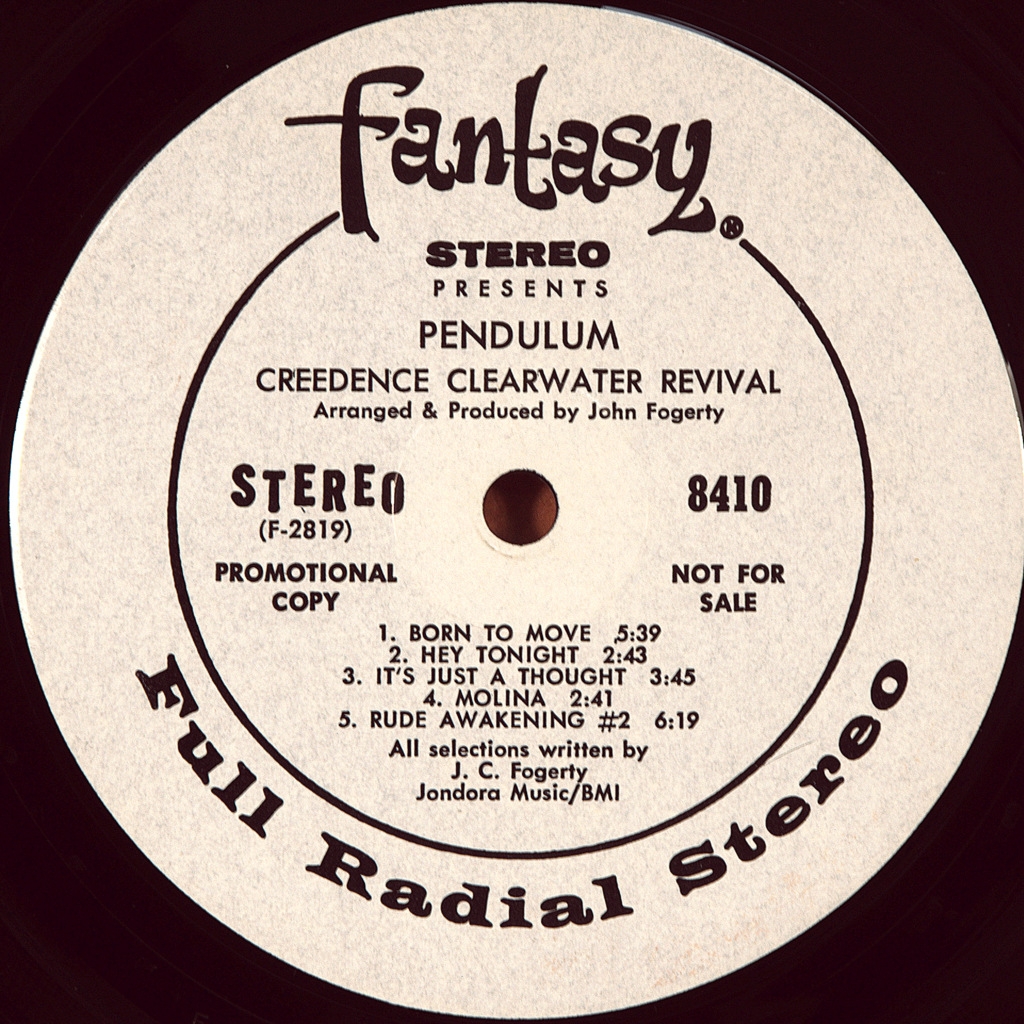 fantasy®
STEREO
PRESENTS
PENDULUM
CREEDENCE CLEARWATER REVIVAL
Arranged & Produced by John Fogerty
STEREO
(F-2819)
8410
PROMOTIONAL
COPY
NOT FOR
SALE
1. BORN TO MOVE 5:39
2. HEY TONIGHT 2:43
3. IT'S JUST A THOUGHT 3:45
4. MOLINA 2:41
5. RUDE AWAKENING #2 6:19
All selections written by
J. C. Fogerty
Jondora Music/BMI
Full Radial Stereo